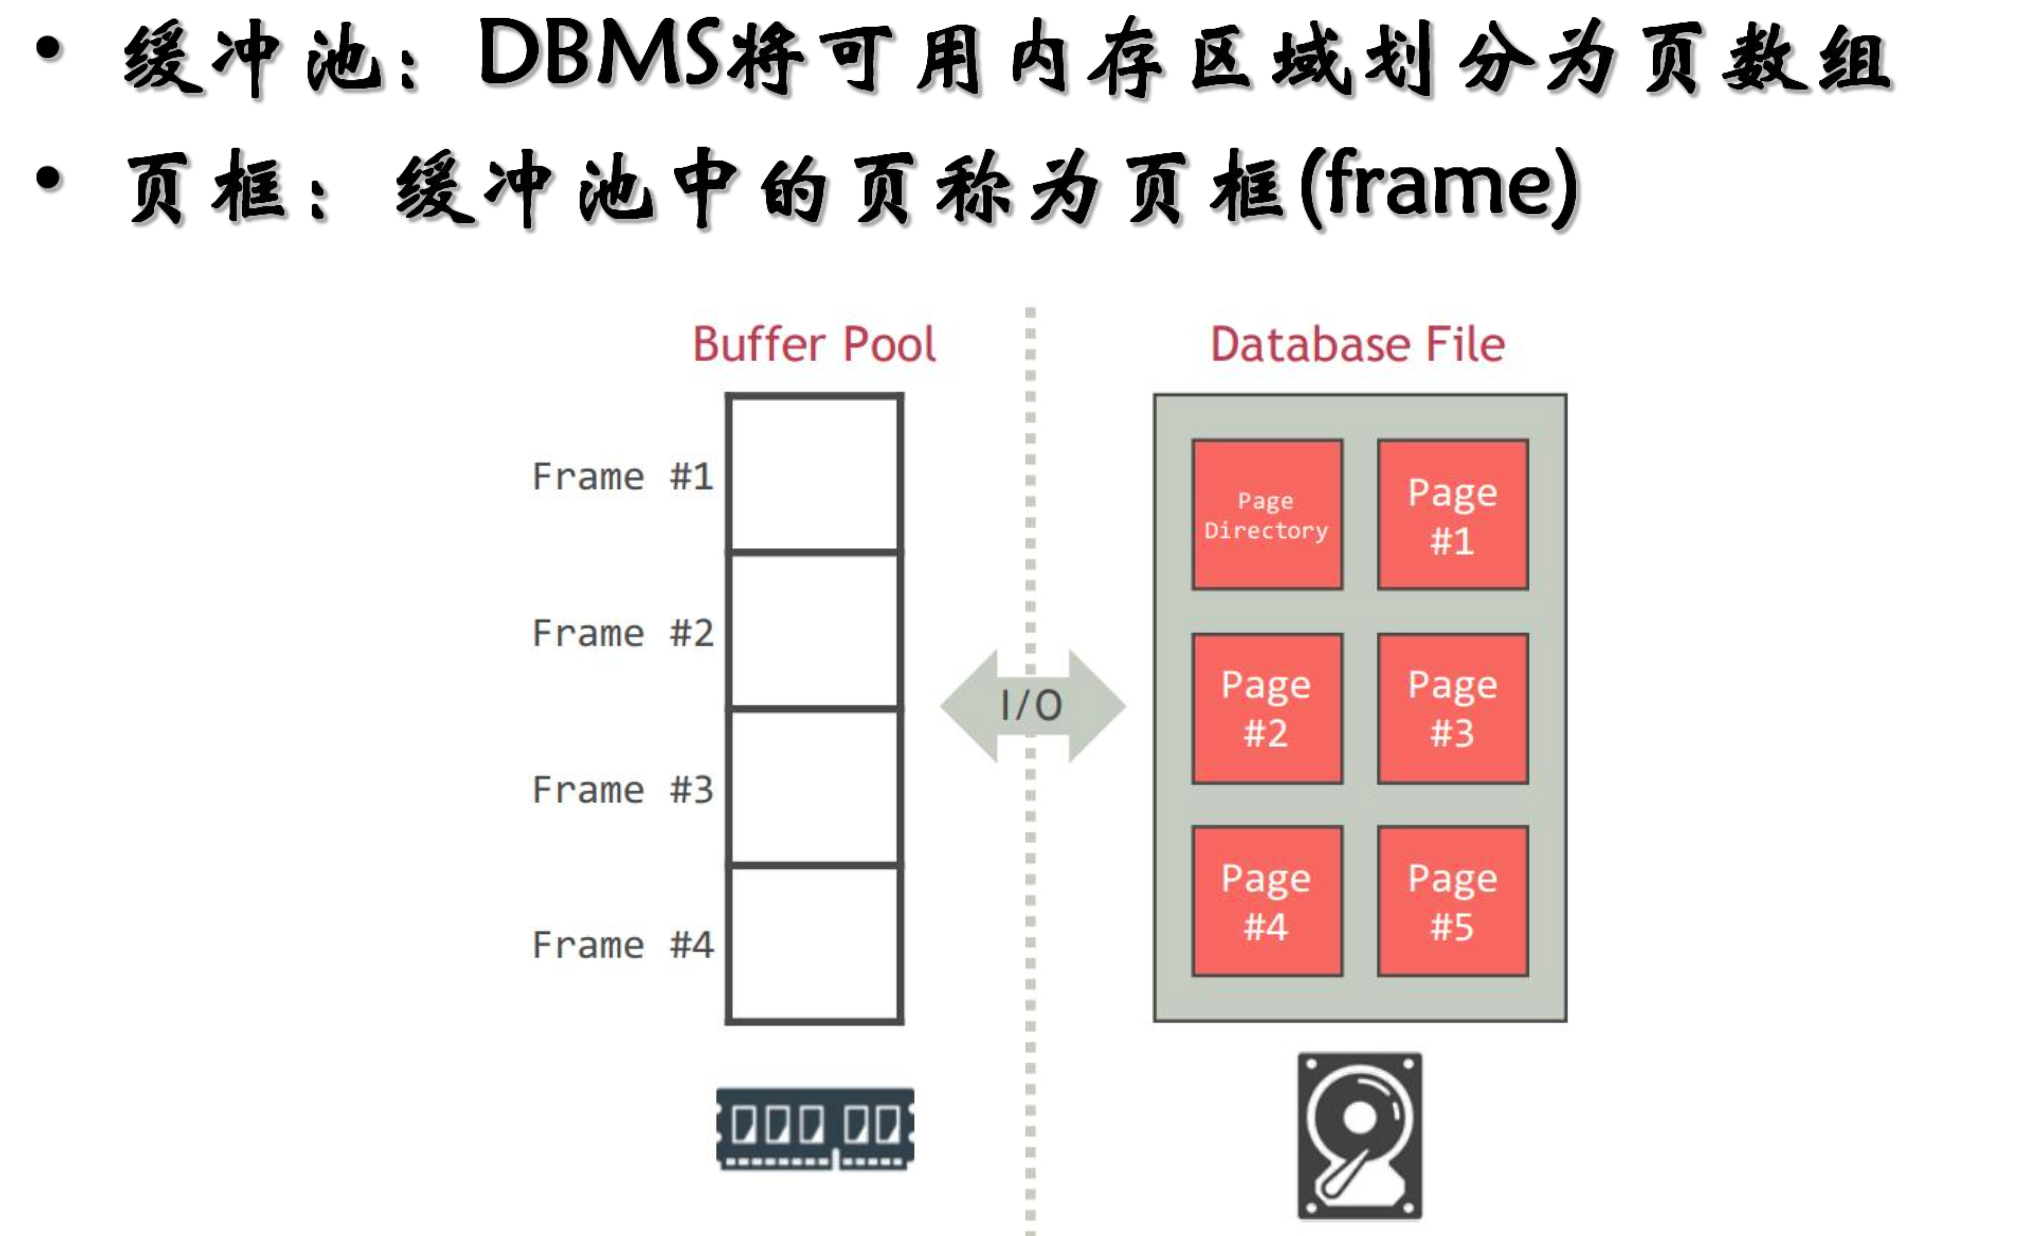 • 缓冲池：DBMS将可用内存区域划分为页数组
• 页框：缓冲池中的页称为页框(frame)
Buffer Pool
Database File
Frame #1
Frame #2
Frame #3
Frame #4
I/O
Page
Directory
Page
#1
Page
#2
Page
#3
Page
#4
Page
#5